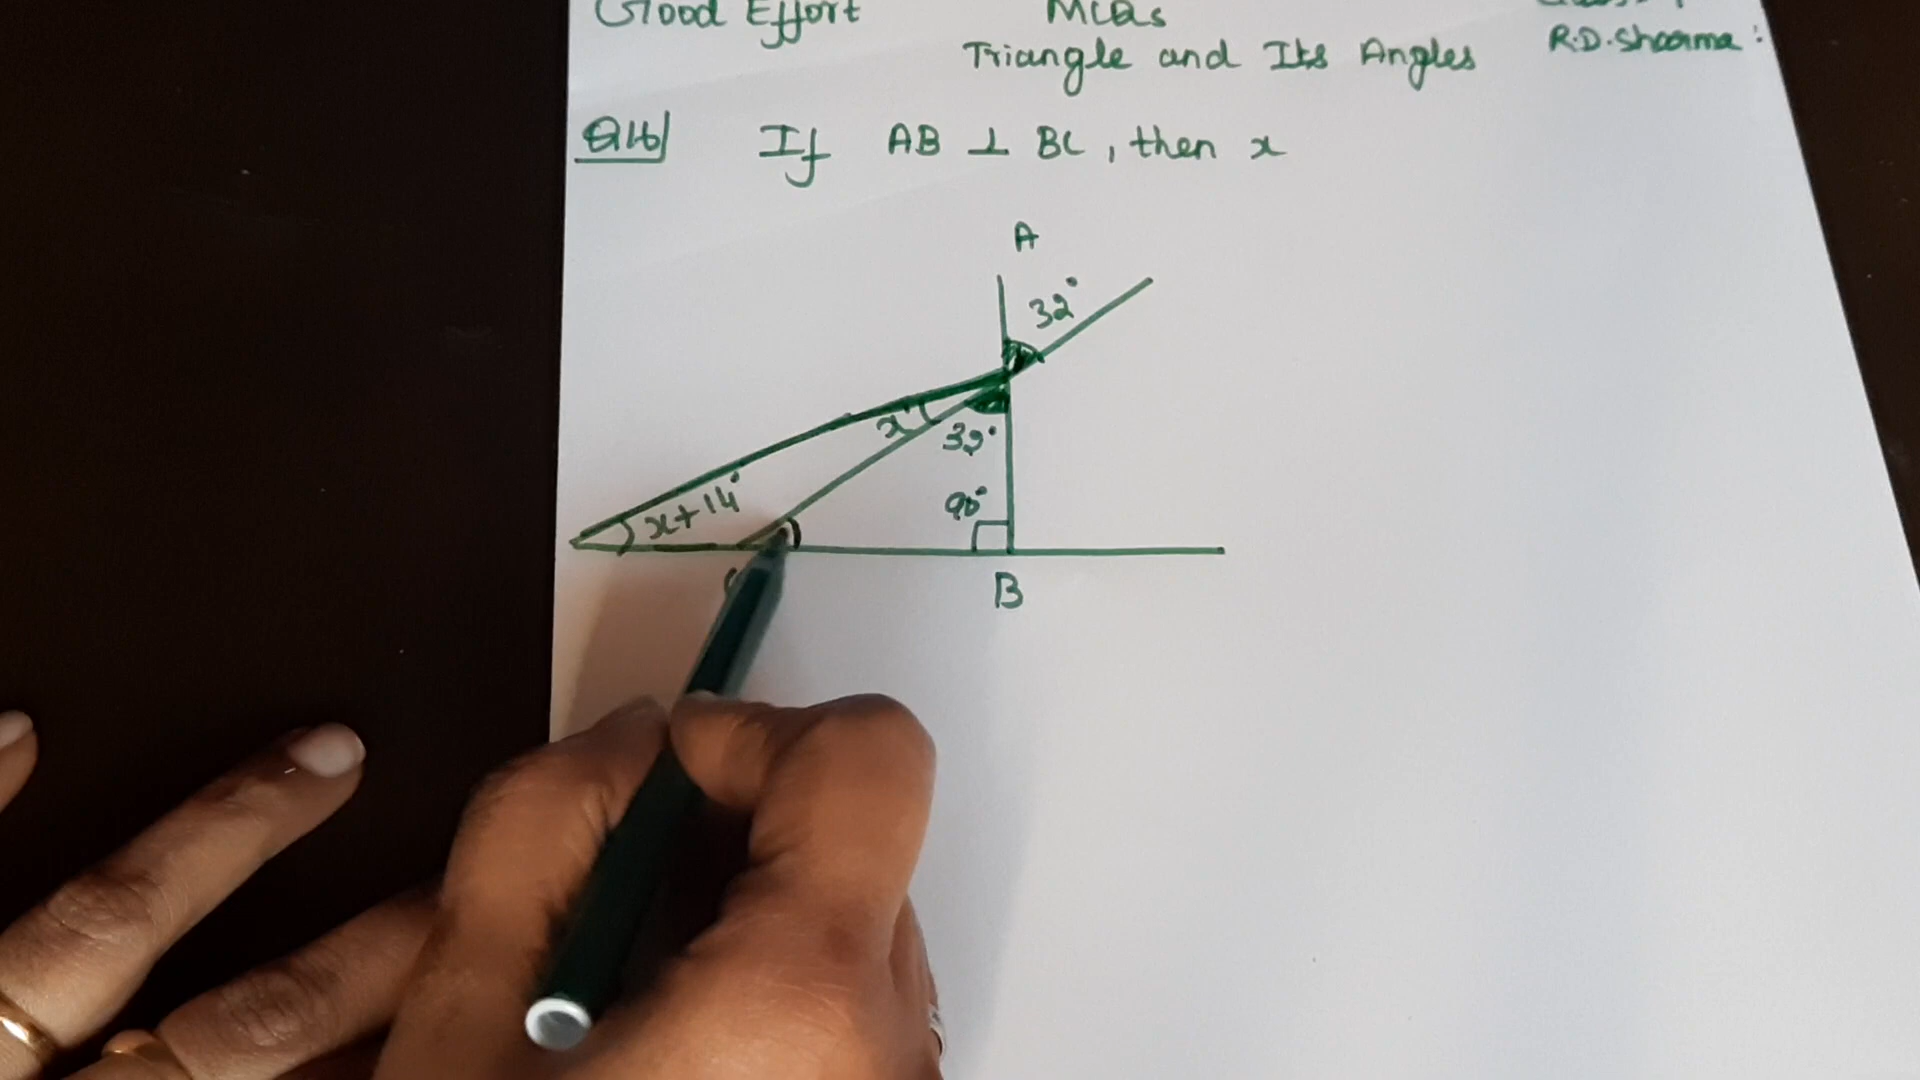 Good Effort
MCQs
Triangle and Its Angles
R.D. Sharma:
Q16
If AB ⊥ BC, then x
A
32°
x
32°
x+14°
90°
B